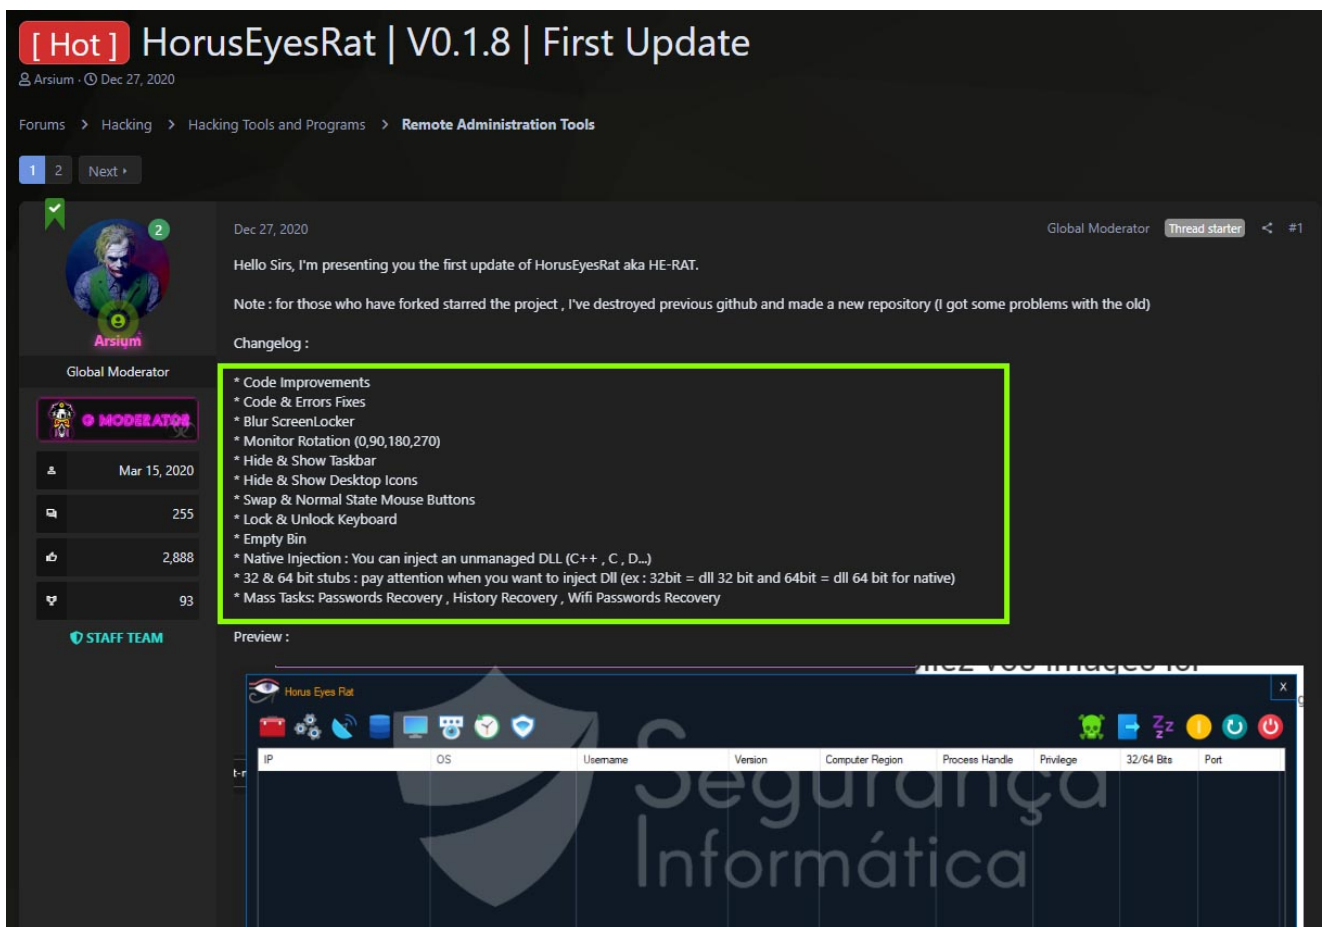 [ Hot ] HorusEyesRat | V0.1.8 | First Update
Arsium · Dec 27, 2020
Forums > Hacking > Hacking Tools and Programs > Remote Administration Tools
1 2 Next
2
Arsium
Global Moderator
MODERATOR
Mar 15, 2020
255
2,888
93
STAFF TEAM
Dec 27, 2020 Global Moderator Thread starter #1
Hello Sirs, I'm presenting you the first update of HorusEyesRat aka HE-RAT.
Note : for those who have forked starred the project , I've destroyed previous github and made a new repository (I got some problems with the old)
Changelog :
* Code Improvements
* Code & Errors Fixes
* Blur ScreenLocker
* Monitor Rotation (0,90,180,270)
* Hide & Show Taskbar
* Hide & Show Desktop Icons
* Swap & Normal State Mouse Buttons
* Lock & Unlock Keyboard
* Empty Bin
* Native Injection : You can inject an unmanaged DLL (C++ , C , D...)
* 32 & 64 bit stubs : pay attention when you want to inject Dll (ex : 32bit = dll 32 bit and 64bit = dll 64 bit for native)
* Mass Tasks: Passwords Recovery , History Recovery , Wifi Passwords Recovery
Preview :
Horus Eyes Rat X
IP OS Username Version Computer Region Process Handle Privilege 32/64 Bits Port
Segurança
Informática